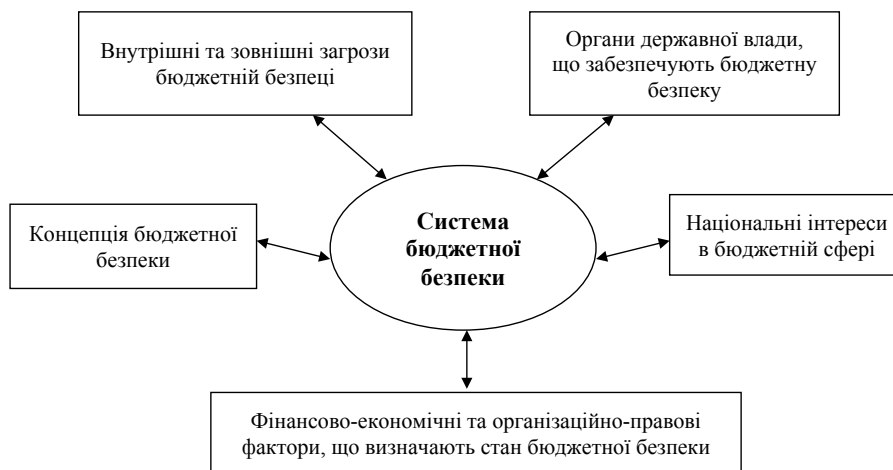 Внутрішні та зовнішні загрози
бюджетній безпеці
Органи державної влади,
що забезпечують бюджетну
безпеку
Концепція бюджетної
безпеки
Система
бюджетної
безпеки
Національні інтереси
в бюджетній сфері
Фінансово-економічні та організаційно-правові
фактори, що визначають стан бюджетної безпеки